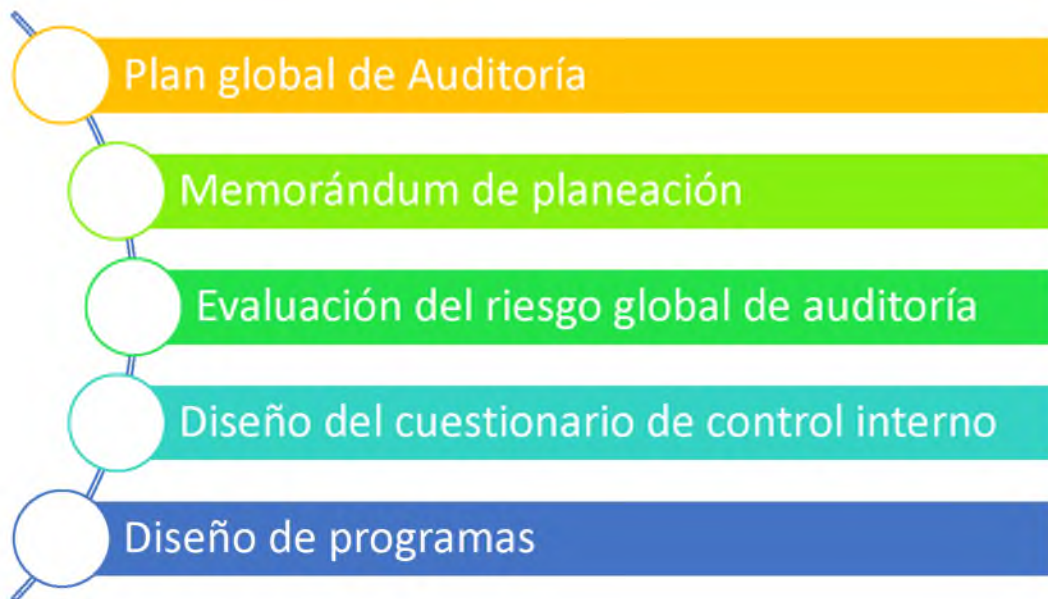 Plan global de Auditoría
Memorándum de planeación
Evaluación del riesgo global de auditoría
Diseño del cuestionario de control interno
Diseño de programas